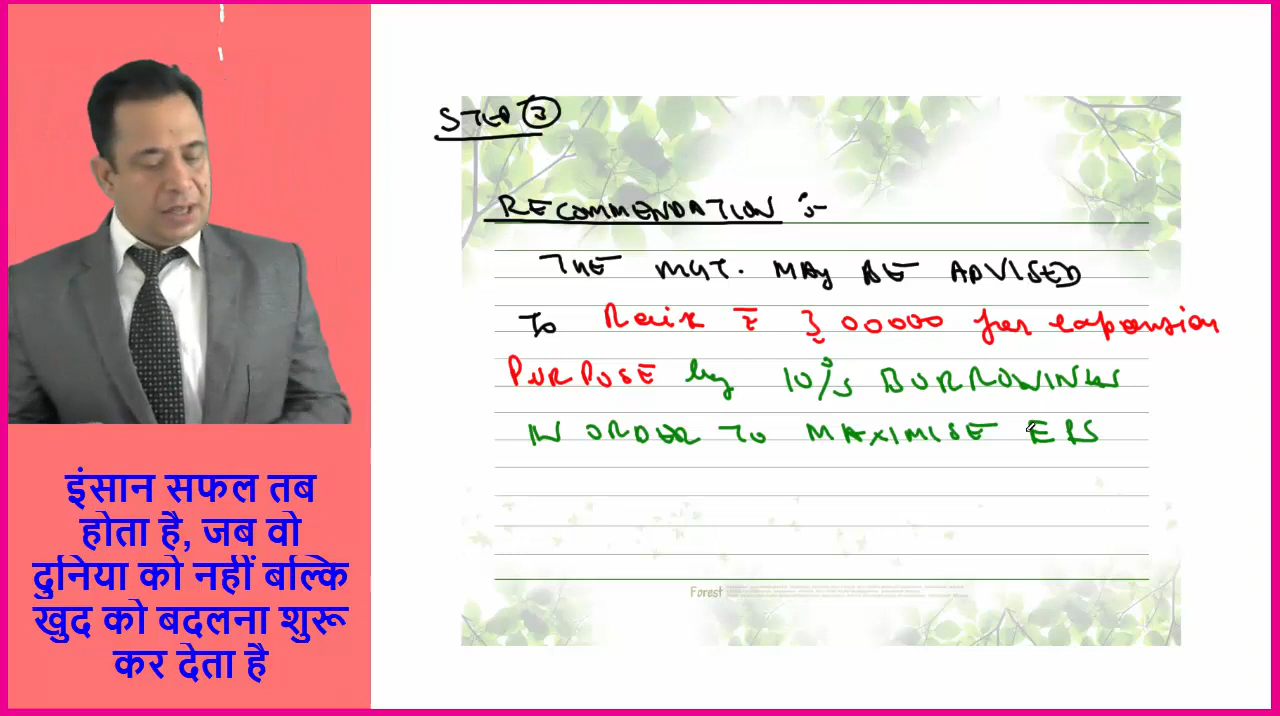 STEP ③
RECOMMENDATION :-
THE MGT. MAY BE ADVISED
To Raise ₹ 300000 for expansion
PURPOSE by 10% BORROWINGS
IN ORDER TO MAXIMISE EPS
Forest
इंसान सफल तब
होता है, जब वो
दुनिया को नहीं बल्कि
खुद को बदलना शुरू
कर देता है